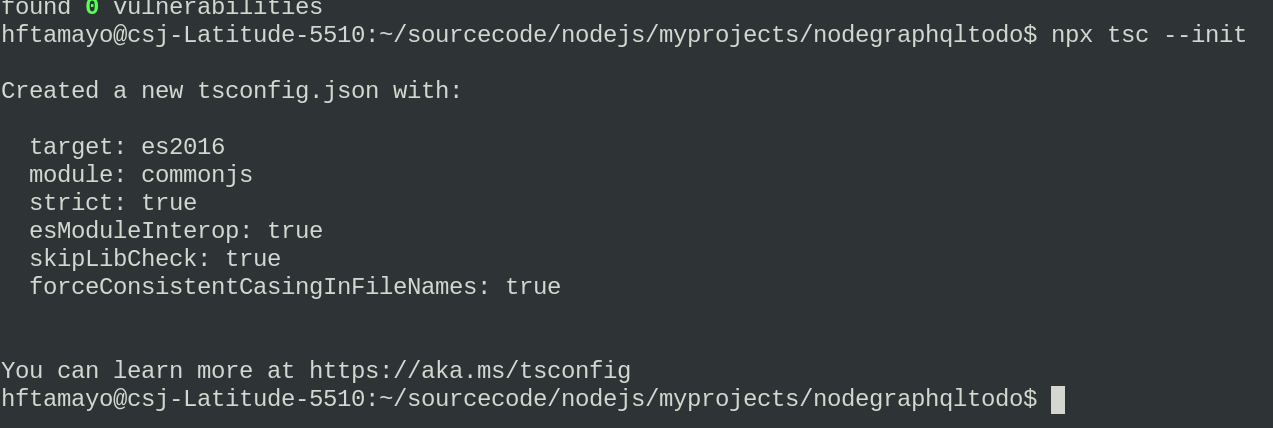 found 0 vulnerabilities
hftamayo@csj-Latitude-5510:~/sourcecode/nodejs/myprojects/nodegraphqltodo$ npx tsc --init
Created a new tsconfig.json with:
target: es2016
module: commonjs
strict: true
esModuleInterop: true
skipLibCheck: true
forceConsistentCasingInFileNames: true
You can learn more at https://aka.ms/tsconfig
hftamayo@csj-Latitude-5510:~/sourcecode/nodejs/myprojects/nodegraphqltodo$